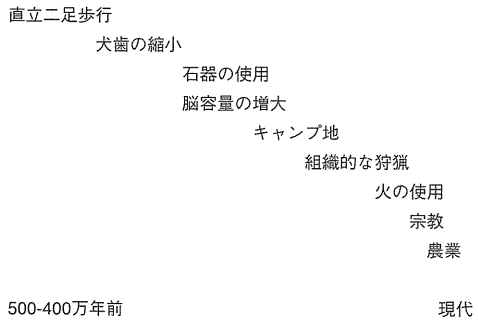 直立二足歩行
犬歯の縮小
石器の使用
脳容量の増大
キャンプ地
組織的な狩猟
火の使用
宗教
農業
500-400万年前
現代